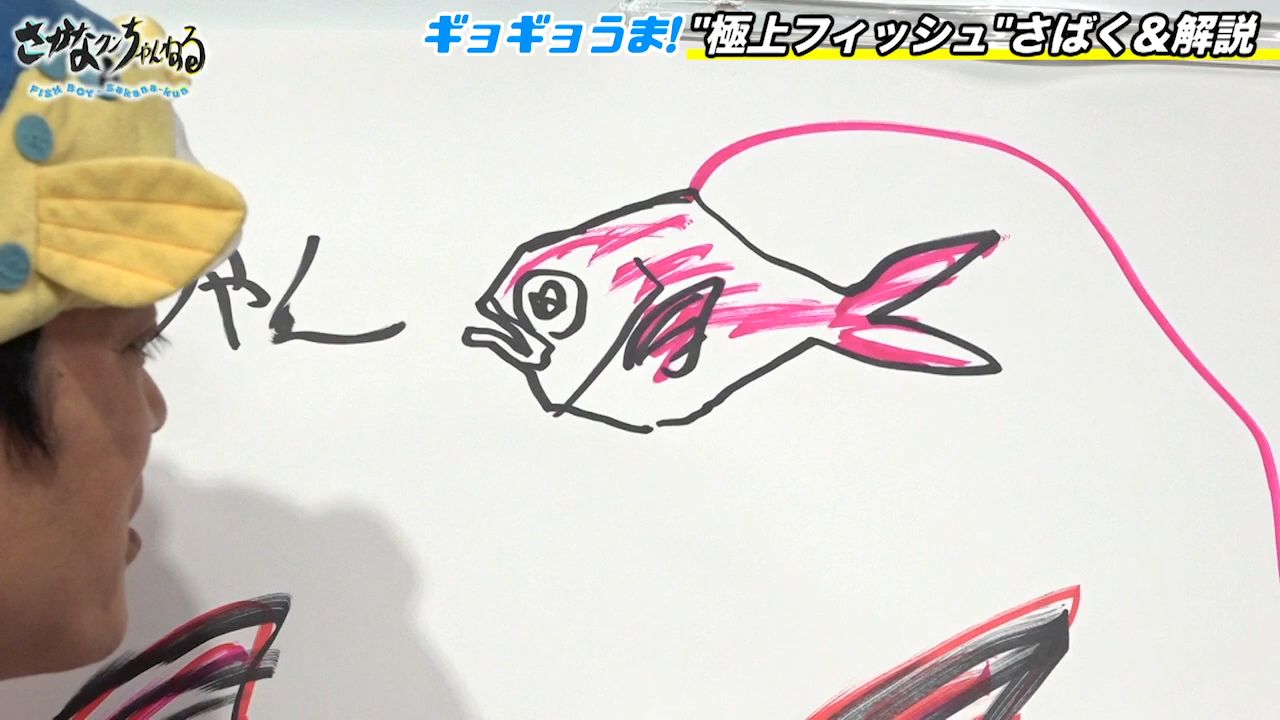 さかなクンちゃんねる
FISH BOY - Sakana-kun
ギョギョうま!"極上フィッシュ"さばく&解説
ゃん